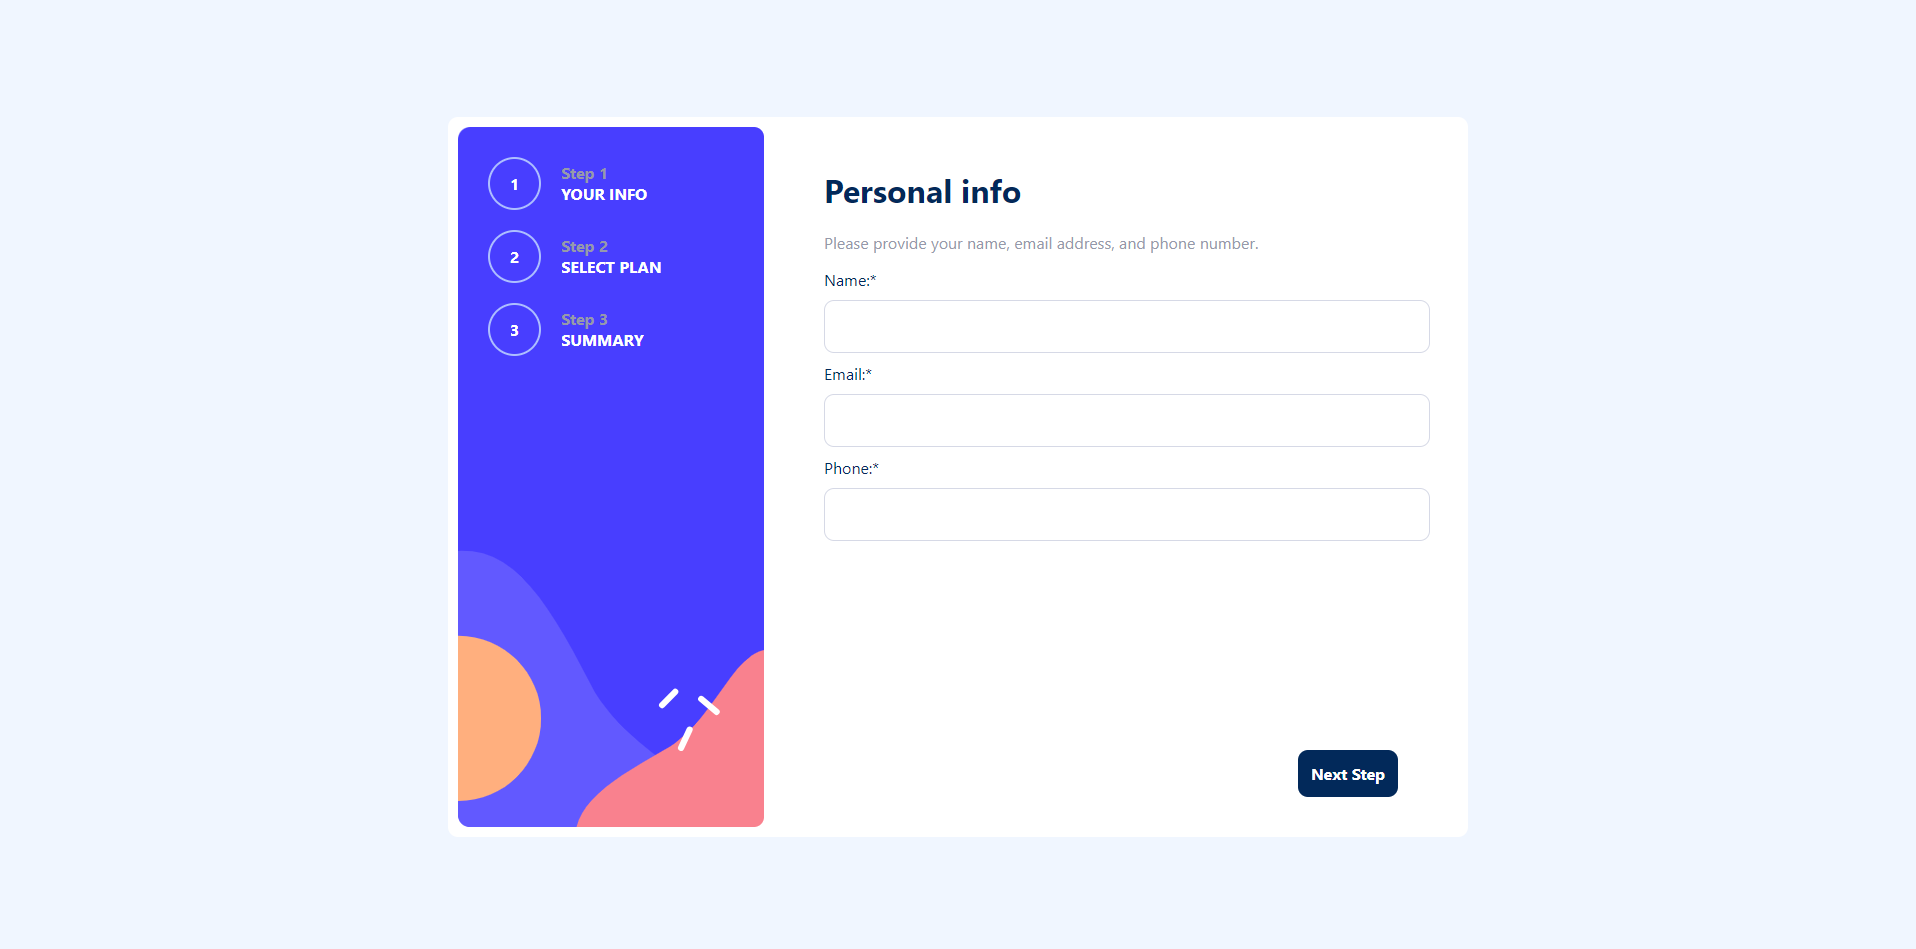 1
Step 1
YOUR INFO
2
Step 2
SELECT PLAN
3
Step 3
SUMMARY
Personal info
Please provide your name, email address, and phone number.
Name:*
Email:*
Phone:*
Next Step